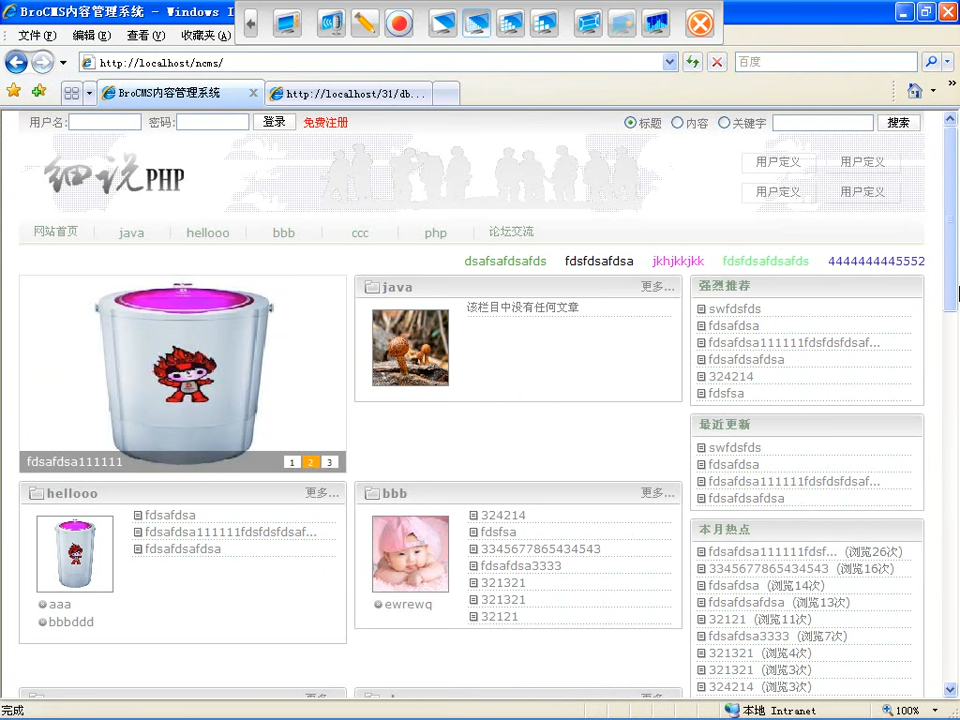 BroCMS内容管理系统 - Windows I
文件(F) 编辑(E) 查看(V) 收藏夹(A)
http://localhost/ncms/
百度
BroCMS内容管理系统
http://localhost/31/db...
用户名: 密码: 登录 免费注册
标题 内容 关键字 搜索
细说PHP
用户定义 用户定义
用户定义 用户定义
网站首页 java hellooo bbb ccc php 论坛交流
dsafsafdsafds fdsfdsafdsa jkhjkkjkk fdsfdsafdsafds 4444444445552
fdsafdsa111111
1 2 3
java 更多...
该栏目中没有任何文章
强烈推荐
swfdsfds
fdsafdsa
fdsafdsa111111fdsfdsfdsaf...
fdsafdsafdsa
324214
fdsfsa
最近更新
swfdsfds
fdsafdsa
fdsafdsa111111fdsfdsfdsaf...
fdsafdsafdsa
hellooo 更多...
fdsafdsa
fdsafdsa111111fdsfdsfdsaf...
fdsafdsafdsa
aaa
bbbddd
bbb 更多...
324214
fdsfsa
3345677865434543
fdsafdsa3333
321321
321321
32121
ewrewq
本月热点
fdsafdsa111111fdsf... (浏览26次)
3345677865434543 (浏览16次)
fdsafdsa (浏览14次)
fdsafdsafdsa (浏览13次)
32121 (浏览11次)
fdsafdsa3333 (浏览7次)
321321 (浏览4次)
321321 (浏览3次)
324214 (浏览3次)
完成
本地 Intranet
100%